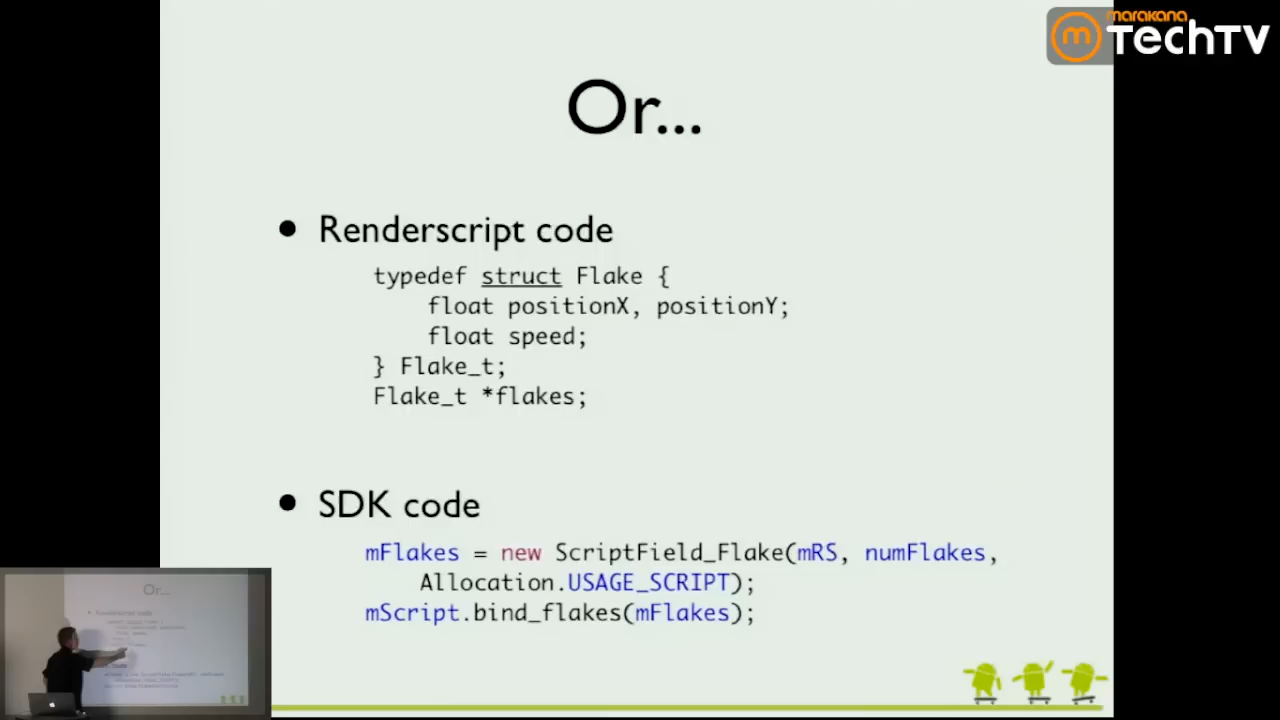 marakana
TechTV
Or...
• Renderscript code
typedef struct Flake {
float positionX, positionY;
float speed;
} Flake_t;
Flake_t *flakes;
• SDK code
mFlakes = new ScriptField_Flake(mRS, numFlakes,
Allocation.USAGE_SCRIPT);
mScript.bind_flakes(mFlakes);
Or...